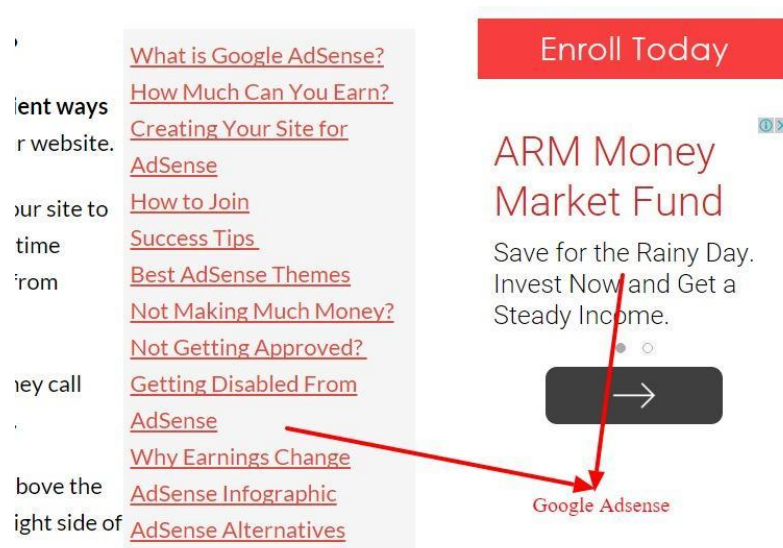 ient ways
r website.
our site to
time
from
hey call
.
bove the
ight side of
What is Google AdSense?
How Much Can You Earn?
Creating Your Site for
AdSense
How to Join
Success Tips
Best AdSense Themes
Not Making Much Money?
Not Getting Approved?
Getting Disabled From
AdSense
Why Earnings Change
AdSense Infographic
AdSense Alternatives
Enroll Today
ARM Money
Market Fund
Save for the Rainy Day.
Invest Now and Get a
Steady Income.
Google Adsense